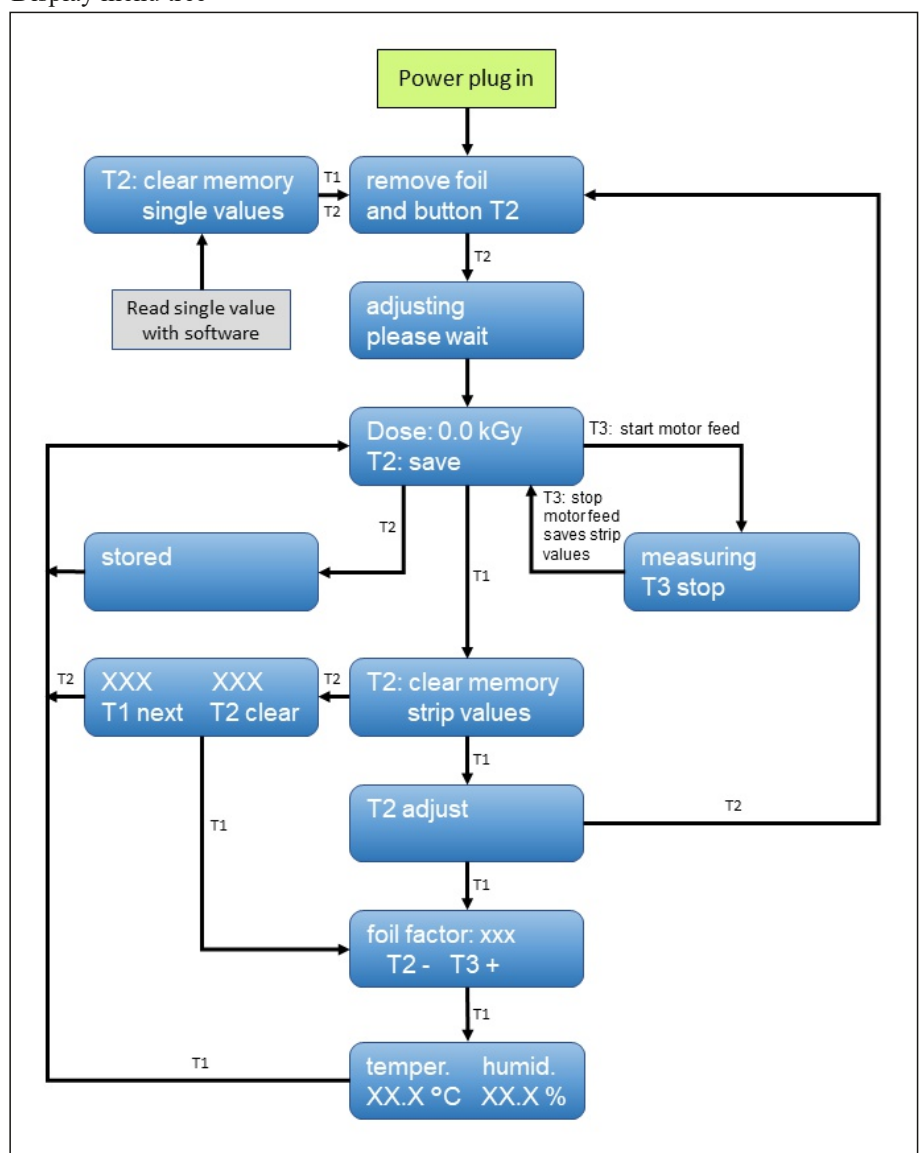 Display menu tree
Power plug in
T2: clear memory
single values
T1
T2
remove foil
and button T2
T2
Read single value
with software
adjusting
please wait
Dose: 0.0 kGy
T2: save
T3: start motor feed
T3: stop
motor feed
saves strip
values
T2
stored
measuring
T3 stop
T1
T2
XXX XXX
T1 next T2 clear
T2
T2: clear memory
strip values
T1
T2 adjust
T2
T1
T1
foil factor: xxx
T2 - T3 +
T1
T1
temper. humid.
XX.X °C XX.X %